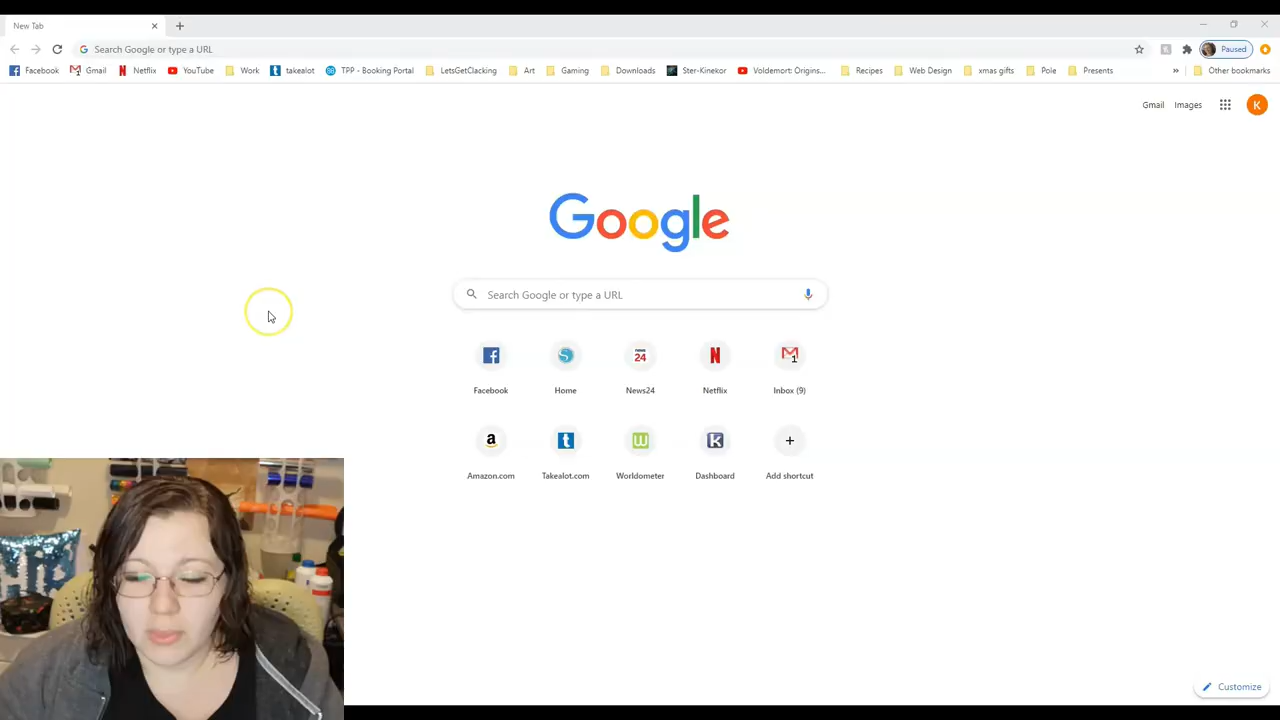 New Tab
Search Google or type a URL
Paused
Facebook Gmail Netflix YouTube Work takealot TPP - Booking Portal LetsGetClacking Art Gaming Downloads Ster-Kinekor Voldemort: Origins... Recipes Web Design xmas gifts Pole Presents » Other bookmarks
Gmail Images K
Google
Search Google or type a URL
NEWS 24 N 1
Facebook Home News24 Netflix Inbox (9)
a t W k
Amazon.com Takealot.com Worldometer Dashboard Add shortcut
Customize